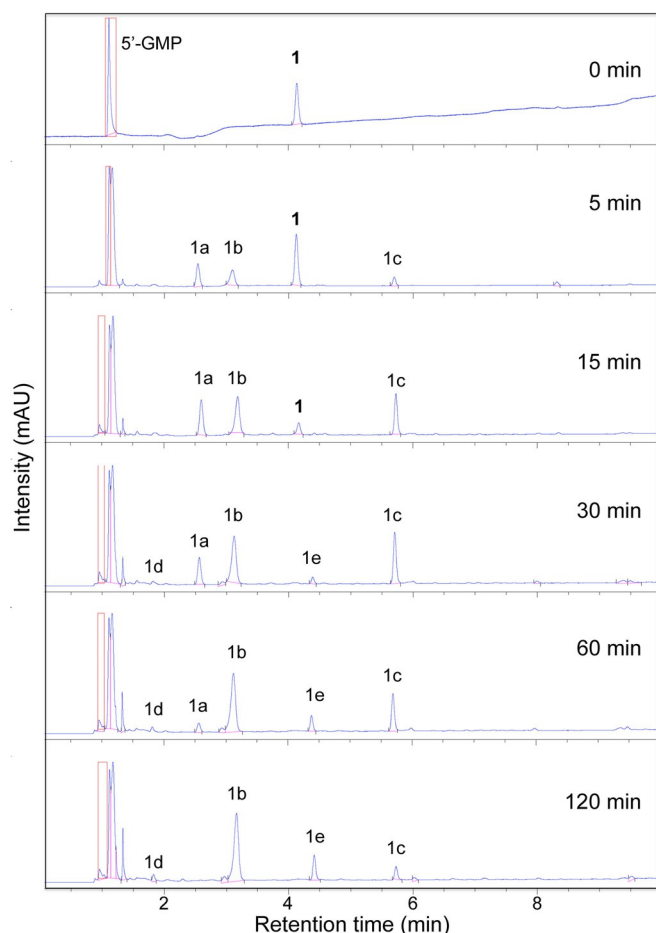 5'-GMP
1
0 min
1
5 min
1a
1b
1c
15 min
1a
1b
1
1c
30 min
1d
1a
1b
1e
1c
60 min
1d
1a
1b
1e
1c
120 min
1d
1b
1e
1c
Intensity (mAU)
2
4
6
8
Retention time (min)